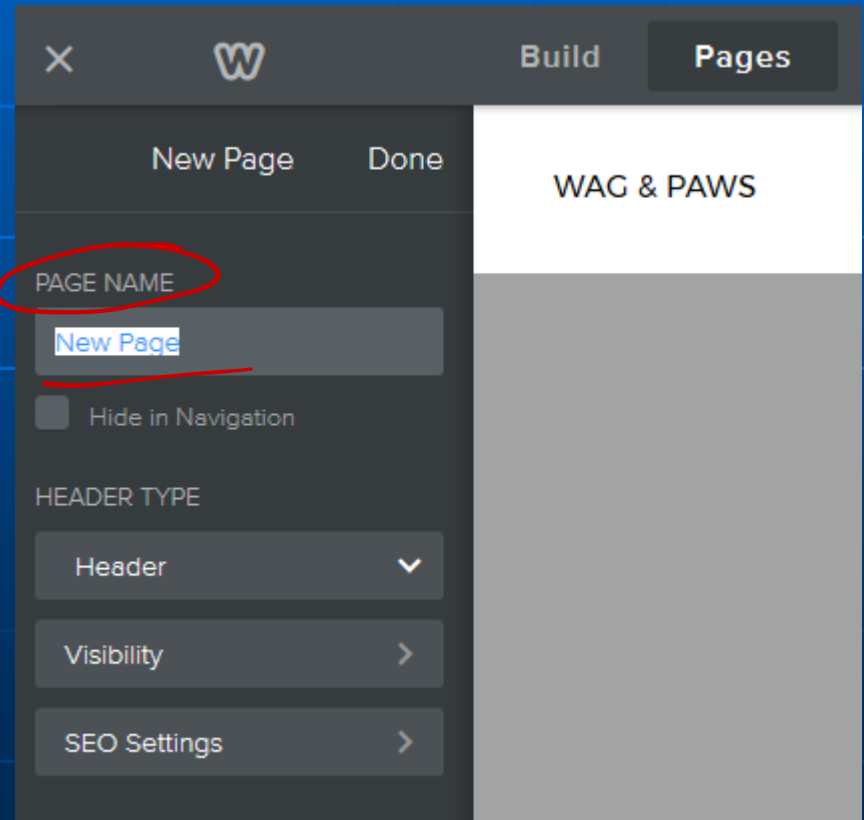 Build Pages
New Page Done
WAG & PAWS
PAGE NAME
New Page
Hide in Navigation
HEADER TYPE
Header
Visibility
SEO Settings